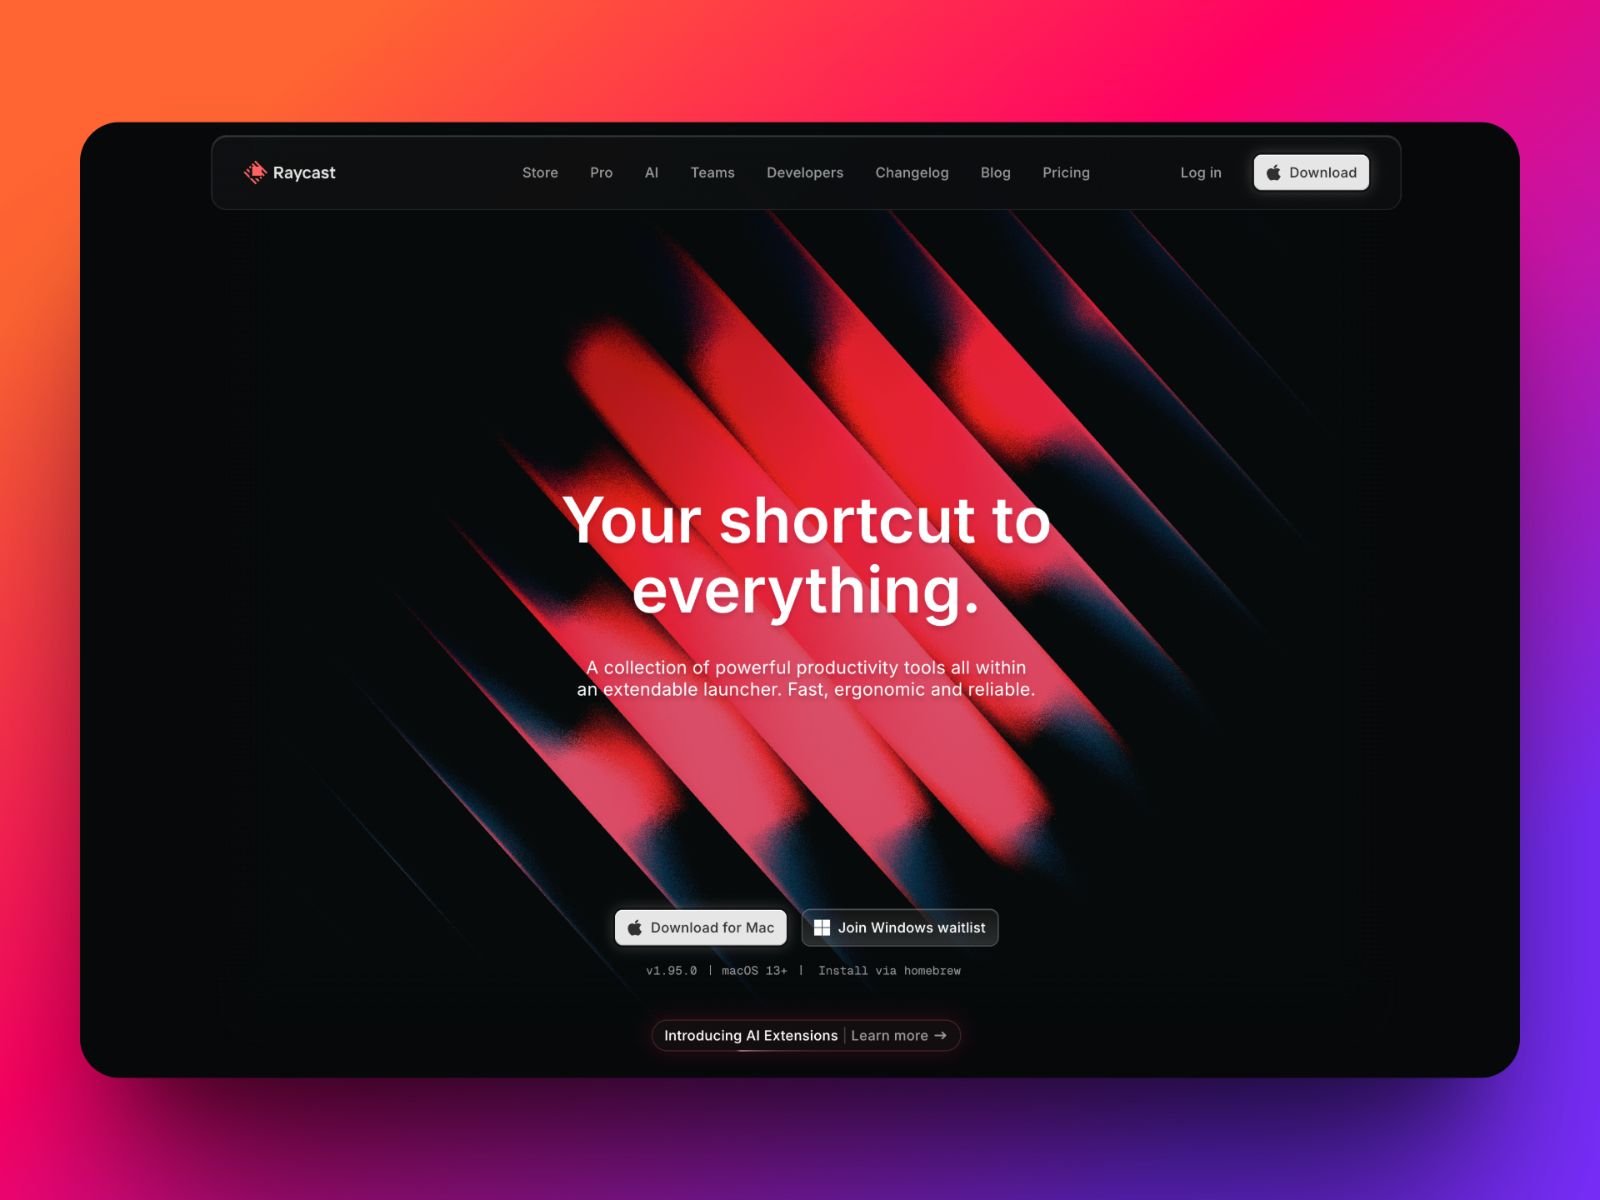 Raycast
Store Pro AI Teams Developers Changelog Blog Pricing
Log in
Download
Your shortcut to
everything.
A collection of powerful productivity tools all within
an extendable launcher. Fast, ergonomic and reliable.
Download for Mac
Join Windows waitlist
v1.95.0 | macOS 13+ | Install via homebrew
Introducing AI Extensions | Learn more →